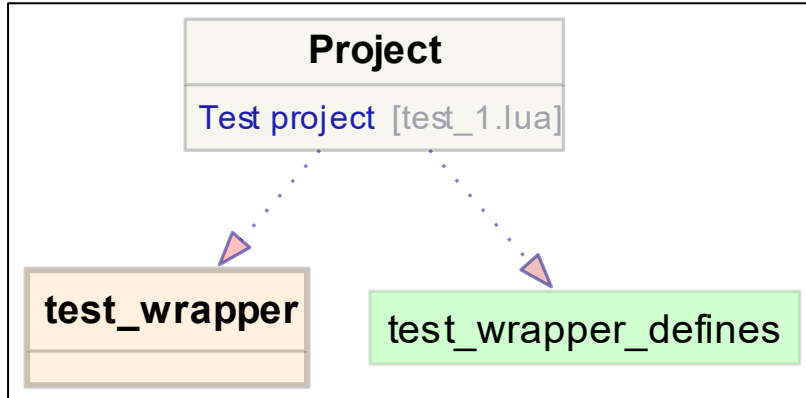 Project
Test project [test_1.lua]
test_wrapper
test_wrapper_defines